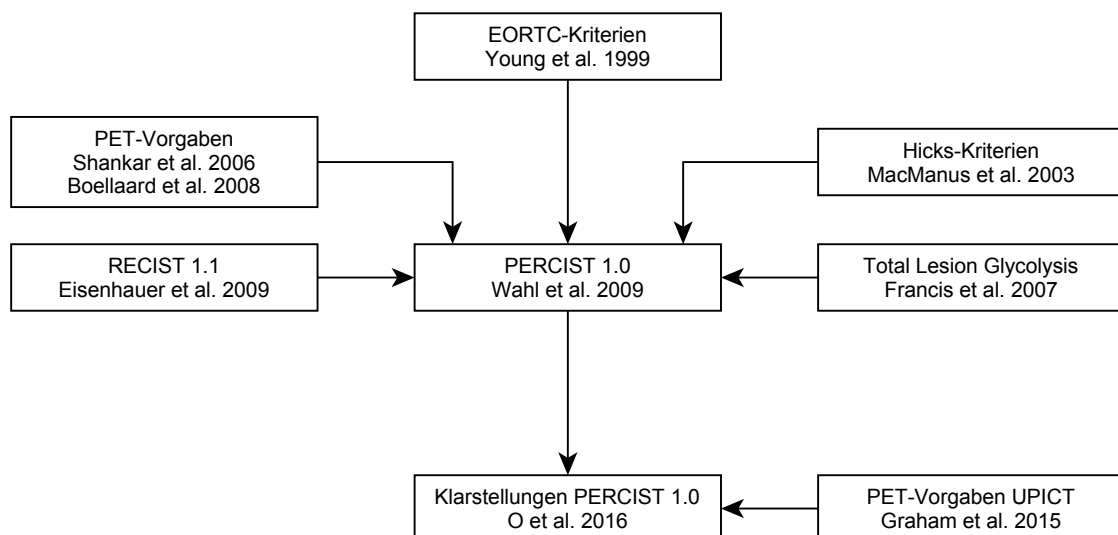 EORTC-Kriterien
Young et al. 1999
PET-Vorgaben
Shankar et al. 2006
Boellaard et al. 2008
Hicks-Kriterien
MacManus et al. 2003
RECIST 1.1
Eisenhauer et al. 2009
PERCIST 1.0
Wahl et al. 2009
Total Lesion Glycolysis
Francis et al. 2007
Klarstellungen PERCIST 1.0
O et al. 2016
PET-Vorgaben UPICT
Graham et al. 2015